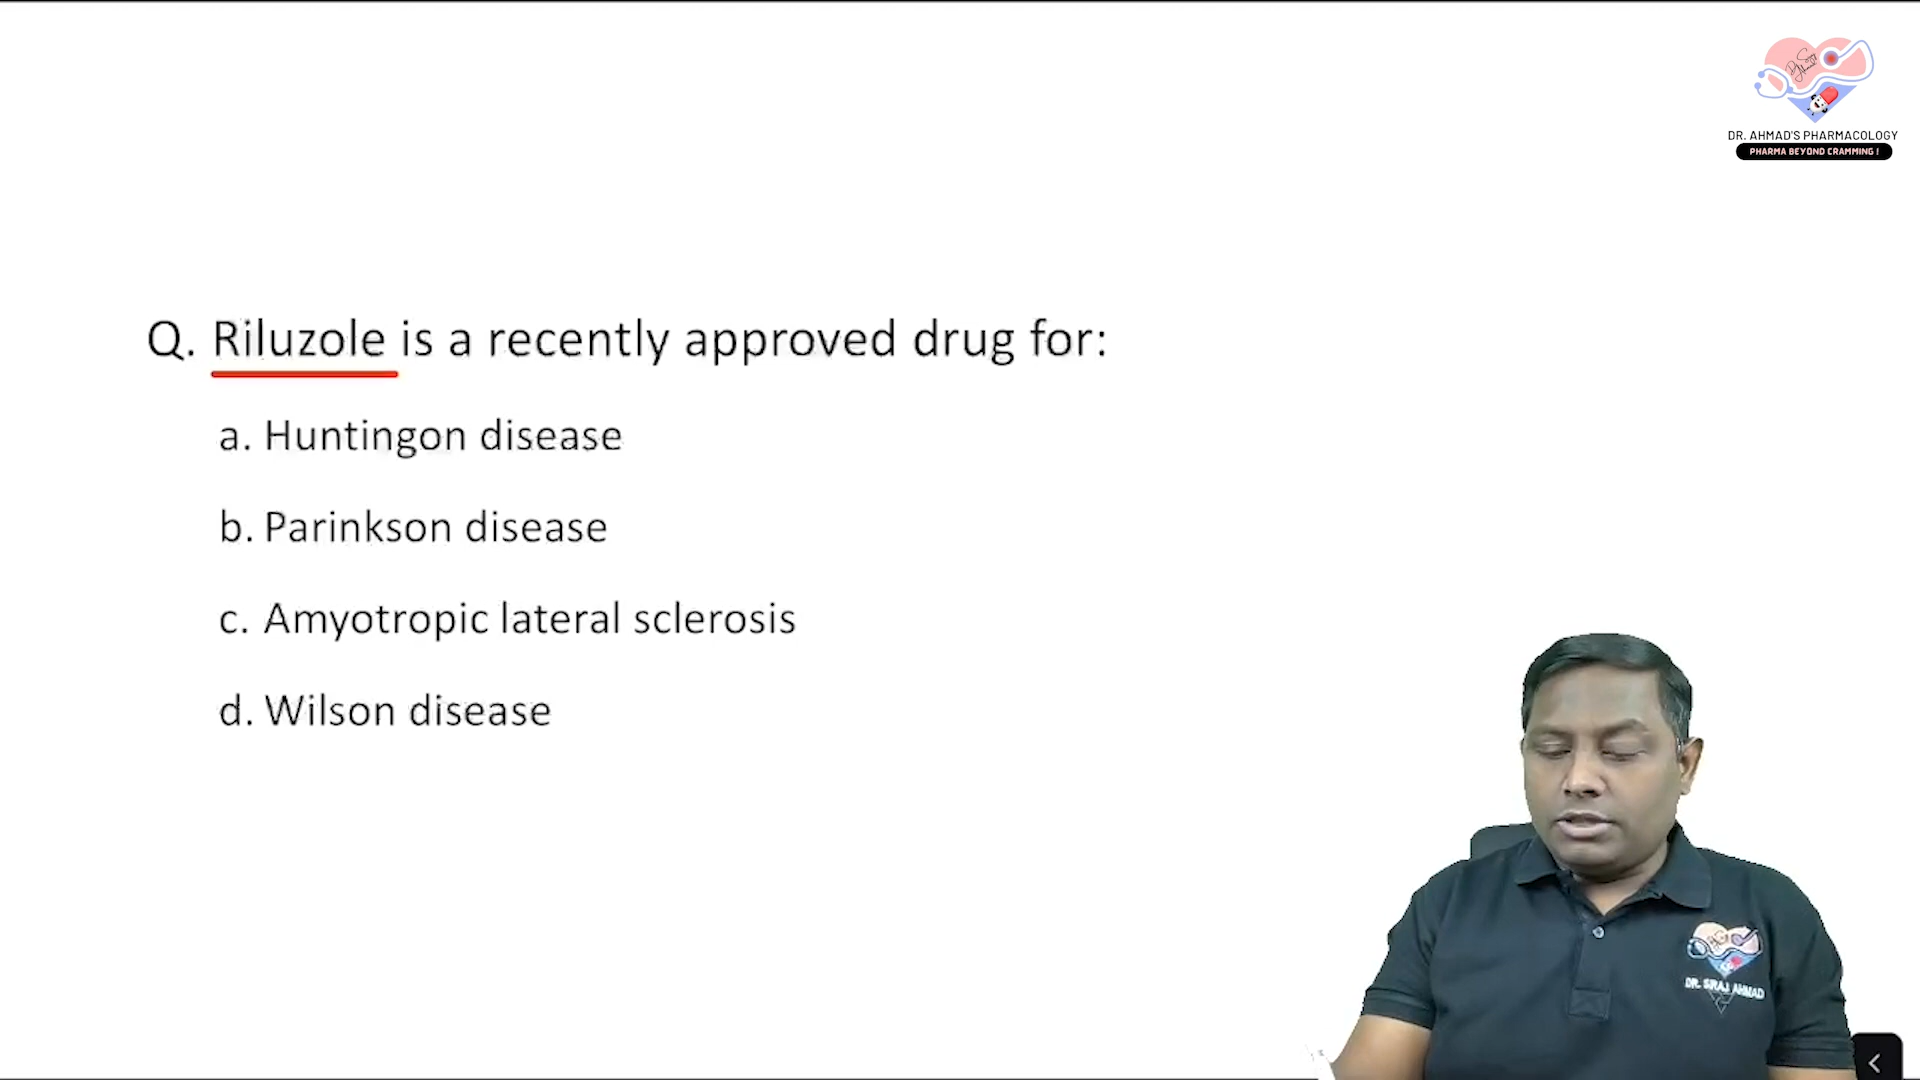 DR. AHMAD'S PHARMACOLOGY
PHARMA BEYOND CRAMMING !
Q. Riluzole is a recently approved drug for:
a. Huntingon disease
b. Parinkson disease
c. Amyotropic lateral sclerosis
d. Wilson disease
DR. SIRAJ AHMAD